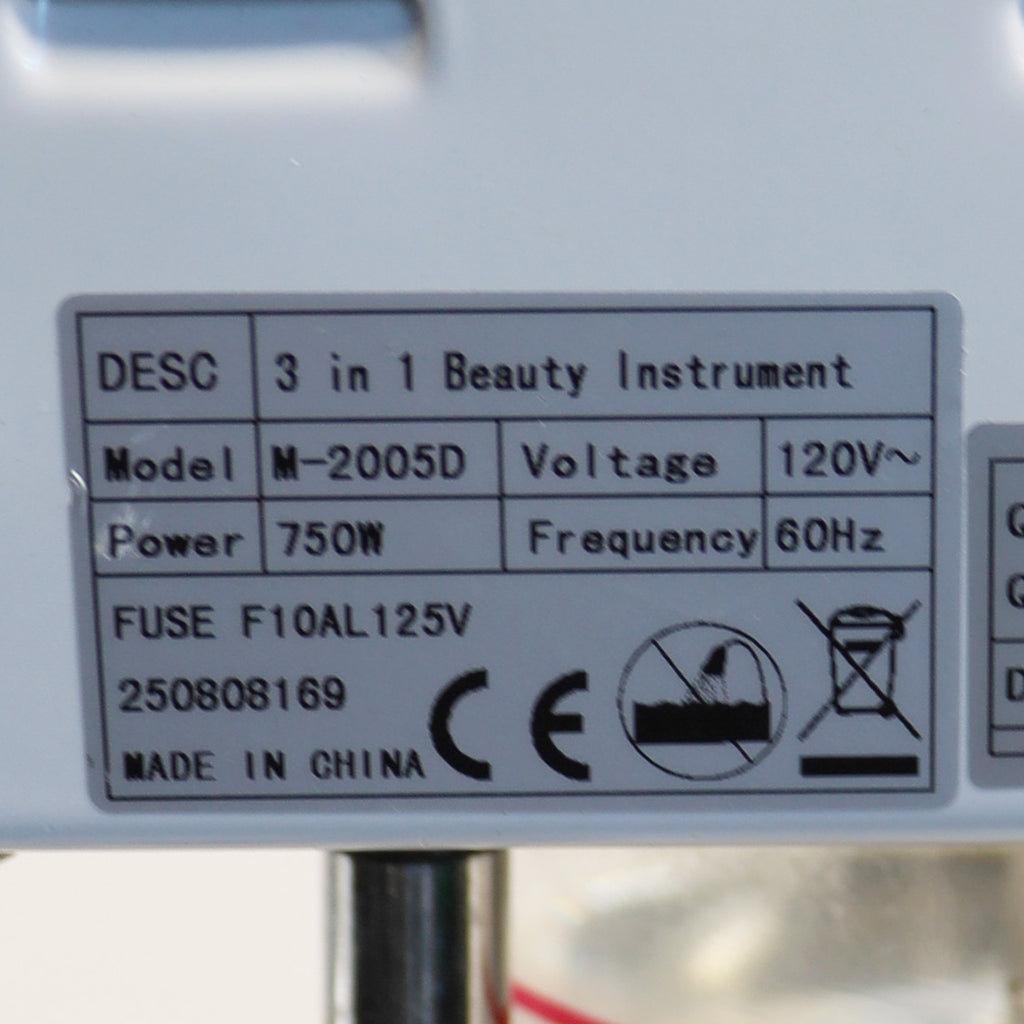 DESC 3 in 1 Beauty Instrument
Model M-2005D Voltage 120V~
Power 750W Frequency 60Hz
FUSE F10AL125V
250808169
MADE IN CHINA
CE
Q
Q
D